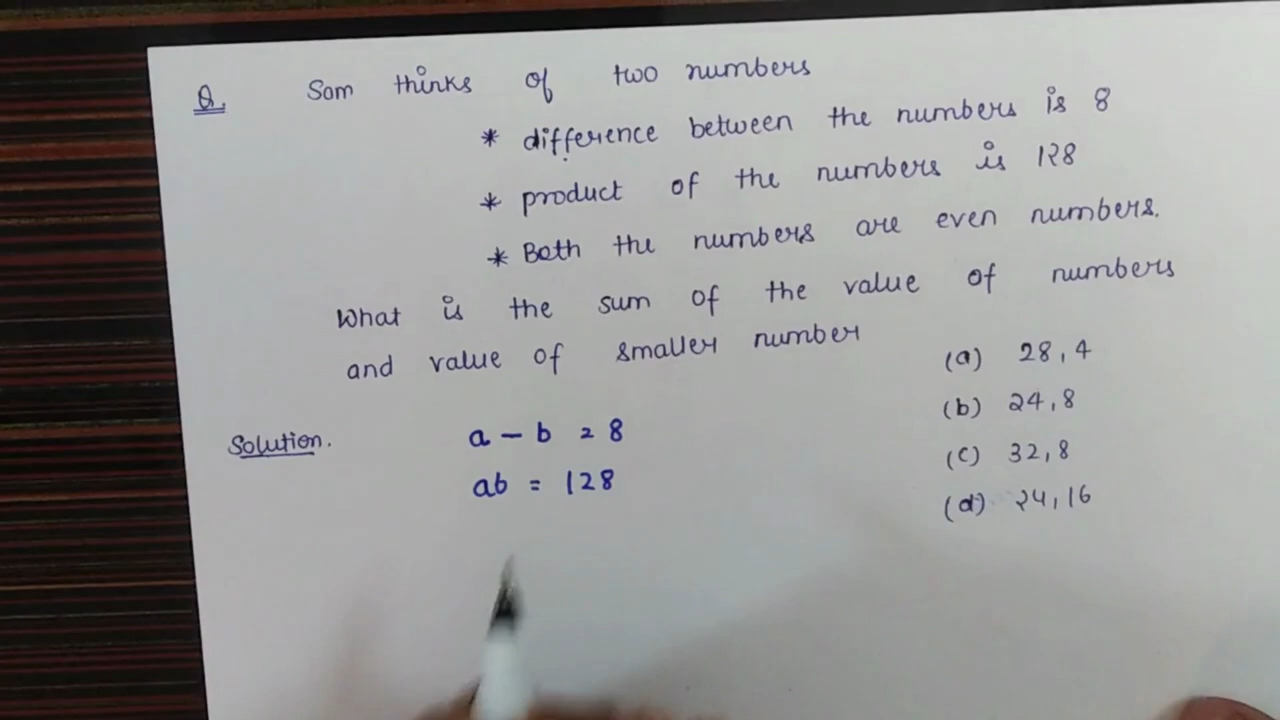 Q. Som thinks of two numbers
* difference between the numbers is 8
* product of the numbers is 128
* Both the numbers are even numbers.
What is the sum of the value of numbers
and value of smaller number
(a) 28, 4
(b) 24, 8
(c) 32, 8
(d) 24, 16
Solution.
a - b = 8
ab = 128